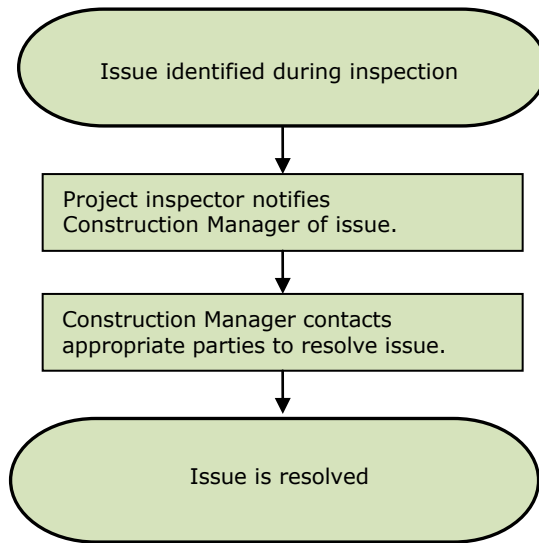 Issue identified during inspection
Project inspector notifies
Construction Manager of issue.
Construction Manager contacts
appropriate parties to resolve issue.
Issue is resolved